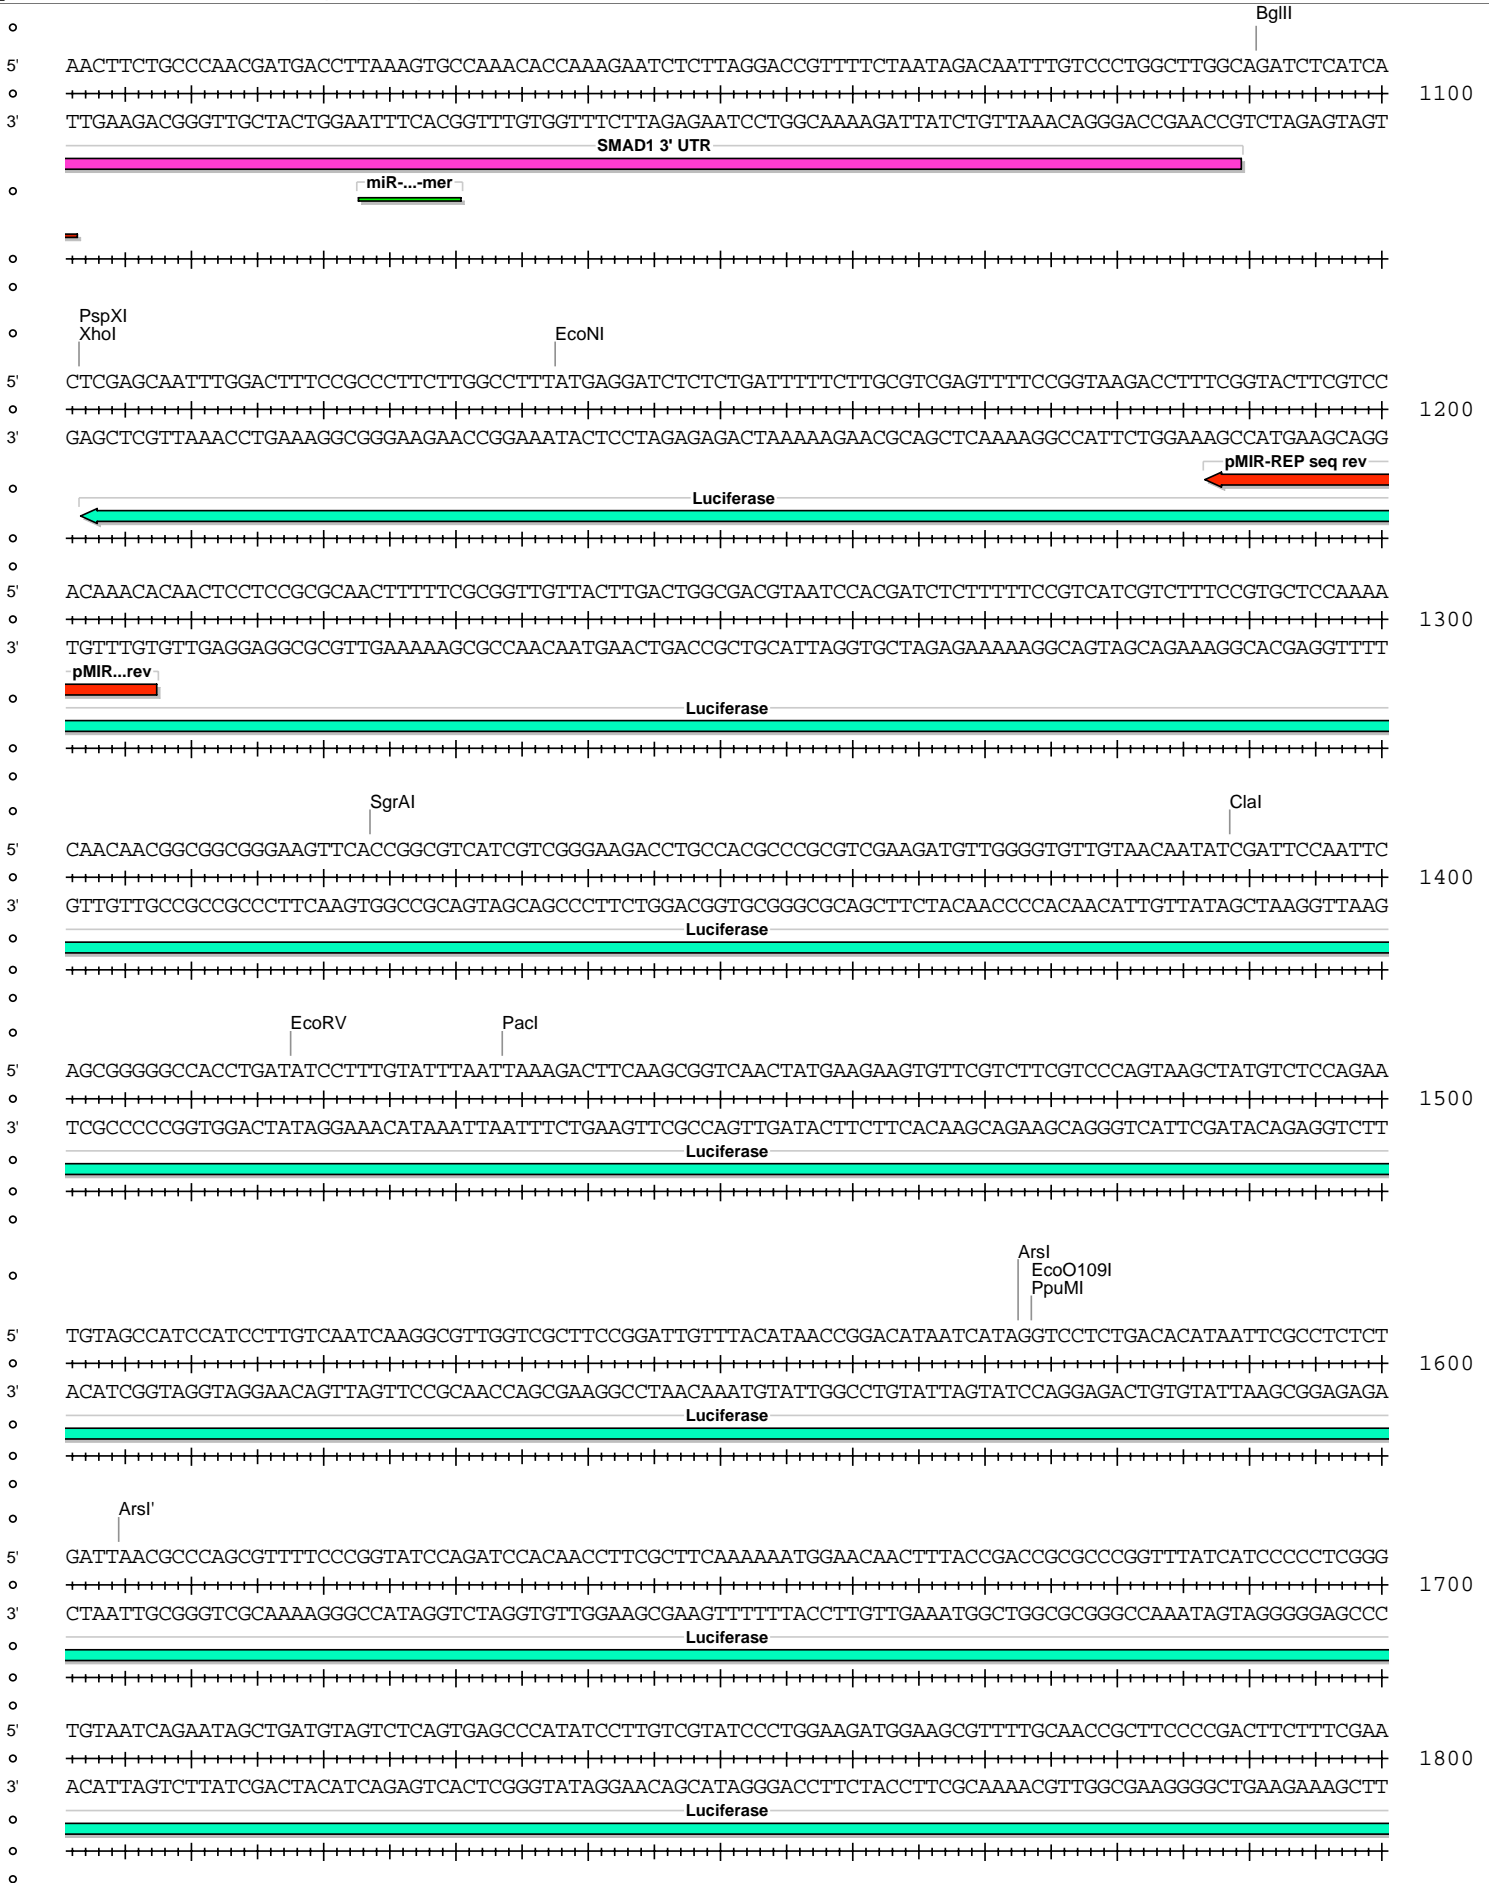 BglII
5' AACTTCTGCCCAACGATGACCTTAAAGTGCCAAACACCAAAGAATCTCTTAGGACCGTTTTCTAATAGACAATTTGTCCCTGGCTTGGCAGATCTCATCA
1100
3' TTGAAGACGGGTTGCTACTGGAATTTCACGGTTTGTGGTTTCTTAGAGAATCCTGGCAAAAGATTATCTGTTAAACAGGGACCGAACCGTCTAGAGTAGT
SMAD1 3' UTR
miR-...-mer
PspXI
XhoI EcoNI
5' CTCGAGCAATTTGGACTTTCCGCCCTTCTTGGCCTTTATGAGGATCTCTCTGATTTTTCTTGCGTCGAGTTTTCCGGTAAGACCTTTCGGTACTTCGTCC
1200
3' GAGCTCGTTAAACCTGAAAGGCGGGAAGAACCGGAAATACTCCTAGAGAGACTAAAAAGAACGCAGCTCAAAAGGCCATTCTGGAAAGCCATGAAGCAGG
pMIR-REP seq rev
Luciferase
5' ACAAACACAACTCCTCCGCGCAACTTTTTCGCGGTTGTTACTTGACTGGCGACGTAATCCACGATCTCTTTTTCCGTCATCGTCTTTCCGTGCTCCAAAA
1300
3' TGTTTGTGTTGAGGAGGCGCGTTGAAAAAGCGCCAACAATGAACTGACCGCTGCATTAGGTGCTAGAGAAAAAGGCAGTAGCAGAAAGGCACGAGGTTTT
pMIR...rev
Luciferase
SgrAI ClaI
5' CAACAACGGCGGCGGGAAGTTCACCGGCGTCATCGTCGGGAAGACCTGCCACGCCCGCGTCGAAGATGTTGGGGTGTTGTAACAATATCGATTCCAATTC
1400
3' GTTGTTGCCGCCGCCCTTCAAGTGGCCGCAGTAGCAGCCCTTCTGGACGGTGCGGGCGCAGCTTCTACAACCCCACAACATTGTTATAGCTAAGGTTAAG
Luciferase
EcoRV PacI
5' AGCGGGGGCCACCTGATATCCTTTGTATTTAATTAAAGACTTCAAGCGGTCAACTATGAAGAAGTGTTCGTCTTCGTCCCAGTAAGCTATGTCTCCAGAA
1500
3' TCGCCCCCGGTGGACTATAGGAAACATAAATTAATTTCTGAAGTTCGCCAGTTGATACTTCTTCACAAGCAGAAGCAGGGTCATTCGATACAGAGGTCTT
Luciferase
ArsI
EcoO109I
PpuMI
5' TGTAGCCATCCATCCTTGTCAATCAAGGCGTTGGTCGCTTCCGGATTGTTTACATAACCGGACATAATCATAGGTCCTCTGACACATAATTCGCCTCTCT
1600
3' ACATCGGTAGGTAGGAACAGTTAGTTCCGCAACCAGCGAAGGCCTAACAAATGTATTGGCCTGTATTAGTATCCAGGAGACTGTGTATTAAGCGGAGAGA
Luciferase
ArsI'
5' GATTAACGCCCAGCGTTTTCCCGGTATCCAGATCCACAACCTTCGCTTCAAAAAATGGAACAACTTTACCGACCGCGCCCGGTTTATCATCCCCCTCGGG
1700
3' CTAATTGCGGGTCGCAAAAGGGCCATAGGTCTAGGTGTTGGAAGCGAAGTTTTTTACCTTGTTGAAATGGCTGGCGCGGGCCAAATAGTAGGGGGAGCCC
Luciferase
5' TGTAATCAGAATAGCTGATGTAGTCTCAGTGAGCCCATATCCTTGTCGTATCCCTGGAAGATGGAAGCGTTTTGCAACCGCTTCCCCGACTTCTTTCGAA
1800
3' ACATTAGTCTTATCGACTACATCAGAGTCACTCGGGTATAGGAACAGCATAGGGACCTTCTACCTTCGCAAAACGTTGGCGAAGGGGCTGAAGAAAGCTT
Luciferase